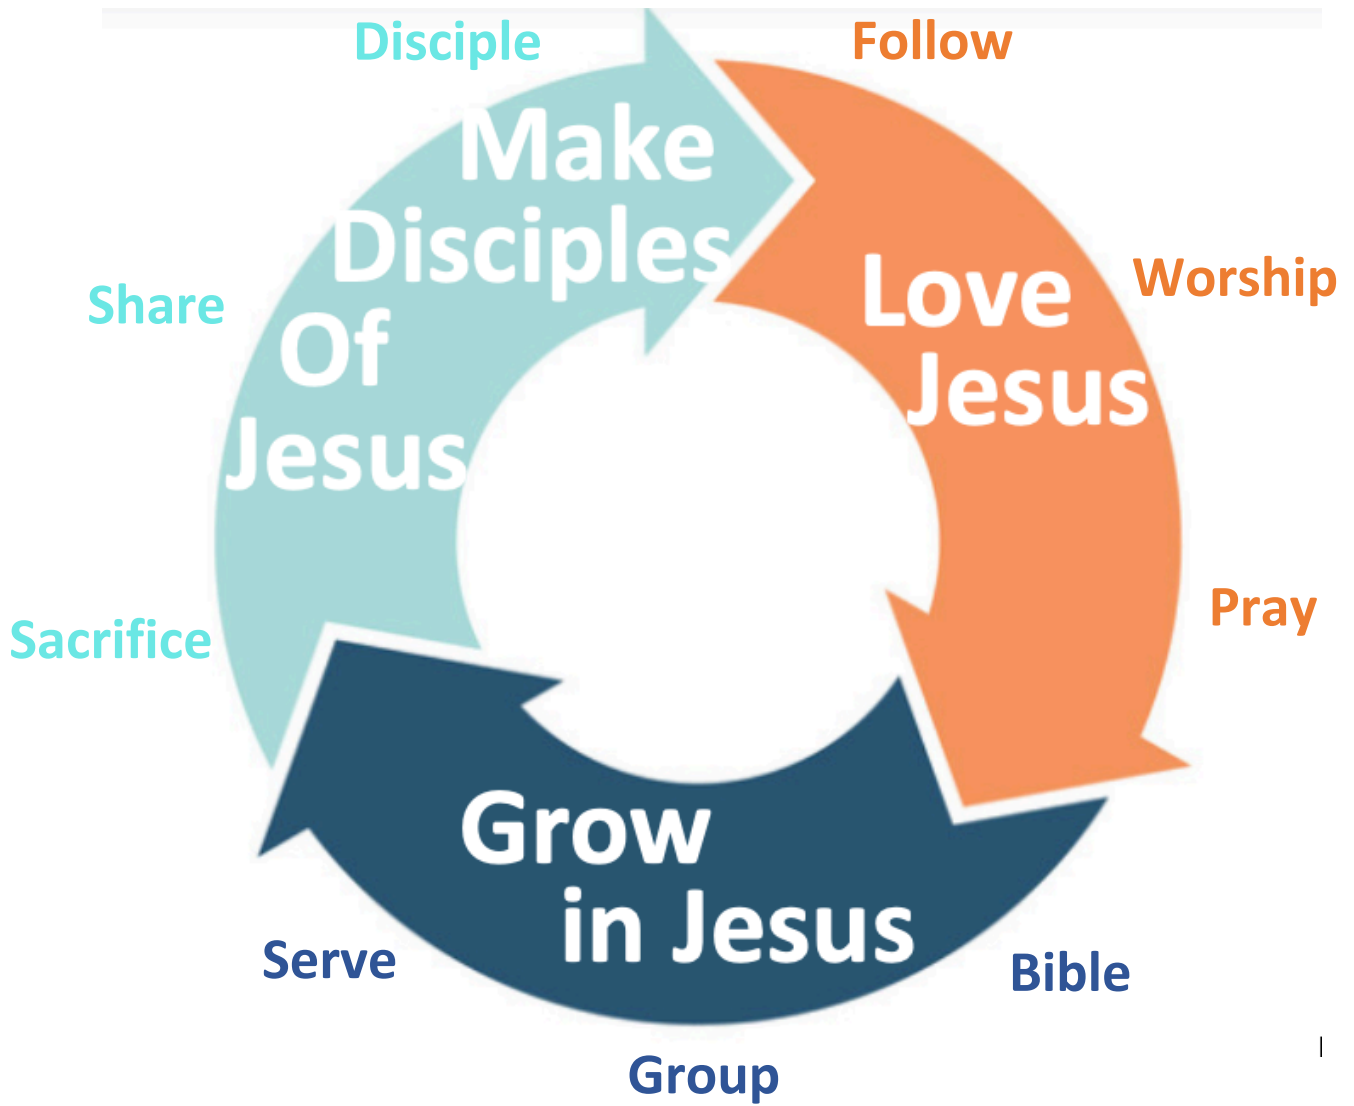 Disciple
Follow
Make
Disciples
Of
Jesus
Love
Jesus
Worship
Share
Pray
Sacrifice
Grow
in Jesus
Serve
Bible
Group